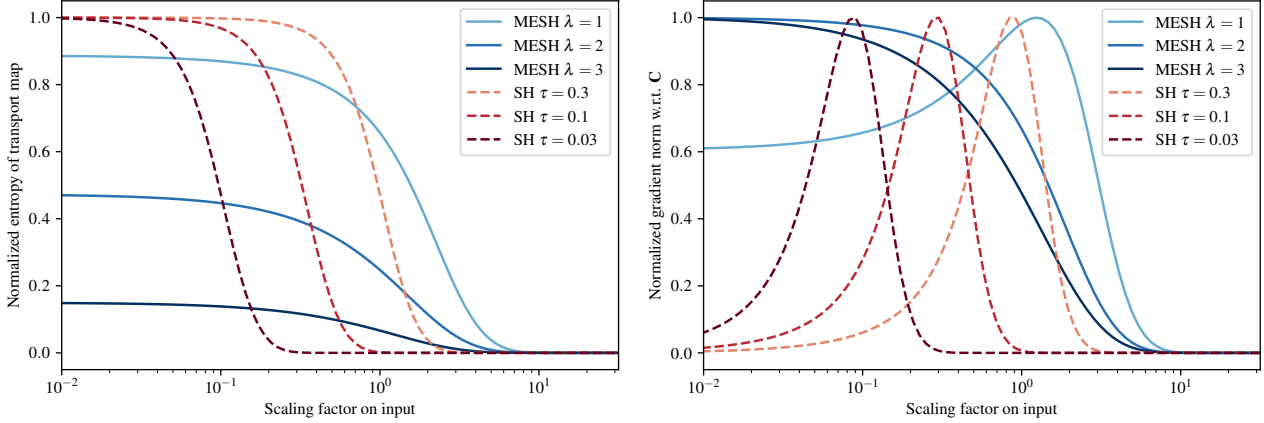 Normalized entropy of transport map
1.0
0.8
0.6
0.4
0.2
0.0
10⁻²
10⁻¹
10⁰
10¹
Scaling factor on input
MESH λ = 1
MESH λ = 2
MESH λ = 3
SH τ = 0.3
SH τ = 0.1
SH τ = 0.03
Normalized gradient norm w.r.t. C
1.0
0.8
0.6
0.4
0.2
0.0
10⁻²
10⁻¹
10⁰
10¹
Scaling factor on input
MESH λ = 1
MESH λ = 2
MESH λ = 3
SH τ = 0.3
SH τ = 0.1
SH τ = 0.03